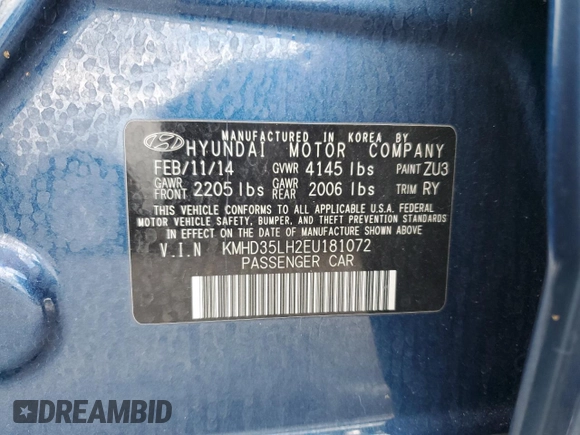 MANUFACTURED IN KOREA BY
HYUNDAI MOTOR COMPANY
FEB/11/14 GVWR 4145 lbs PAINT ZU3
GAWR FRONT 2205 lbs GAWR REAR 2006 lbs TRIM RY
THIS VEHICLE CONFORMS TO ALL APPLICABLE U.S.A. FEDERAL
MOTOR VEHICLE SAFETY, BUMPER, AND THEFT PREVENTION STANDARDS
IN EFFECT ON THE DATE OF MANUFACTURE SHOWN ABOVE.
V.I.N KMHD35LH2EU181072
PASSENGER CAR
DREAMBID